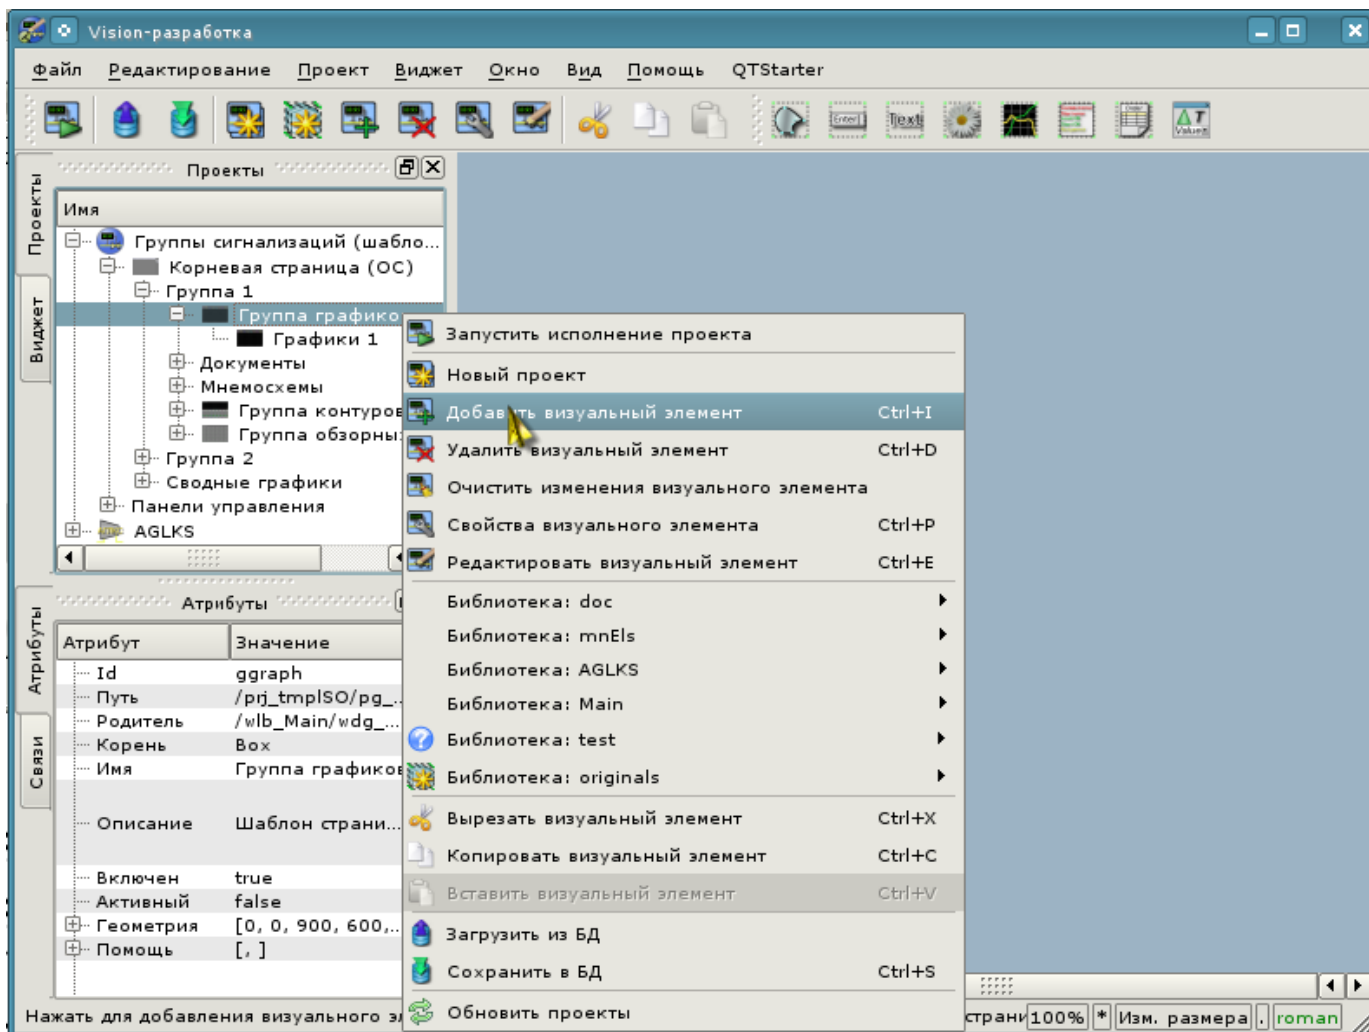 Vision-разработка
Файл Редактирование Проект Виджет Окно Вид Помощь QTStarter
Проекты
Виджет
Проекты
Имя
Группы сигнализаций (шабло...
Корневая страница (ОС)
Группа 1
Группа графико
Графики 1
Документы
Мнемосхемы
Группа контуров
Группа обзорны
Группа 2
Сводные графики
Панели управления
AGLKS
Атрибуты
Связи
Атрибуты
Атрибут Значение
Id ggraph
Путь /prj_tmplSO/pg_...
Родитель /wlb_Main/wdg_...
Корень Box
Имя Группа графиков
Описание Шаблон страни...
Включен true
Активный false
Геометрия [0, 0, 900, 600,...
Помощь [, ]
Запустить исполнение проекта
Новый проект
Добавить визуальный элемент Ctrl+I
Удалить визуальный элемент Ctrl+D
Очистить изменения визуального элемента
Свойства визуального элемента Ctrl+P
Редактировать визуальный элемент Ctrl+E
Библиотека: doc
Библиотека: mnEls
Библиотека: AGLKS
Библиотека: Main
Библиотека: test
Библиотека: originals
Вырезать визуальный элемент Ctrl+X
Копировать визуальный элемент Ctrl+C
Вставить визуальный элемент Ctrl+V
Загрузить из БД
Сохранить в БД Ctrl+S
Обновить проекты
Нажать для добавления визуального э
страни 100% * Изм. размера . roman